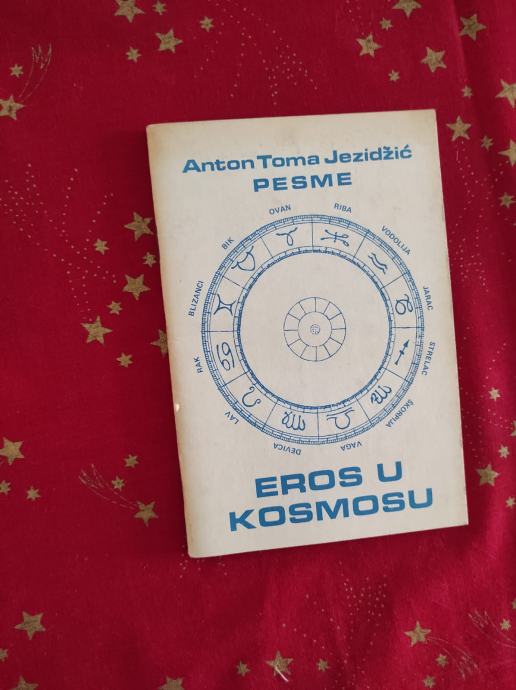 Anton Toma Jezidžić
PESME
OVAN
RIBA
VODOLIJA
JARAC
STRELAC
ŠKORPIJA
VAGA
DEVICA
LAV
RAK
BLIZANCI
BIK
EROS U
KOSMOSU